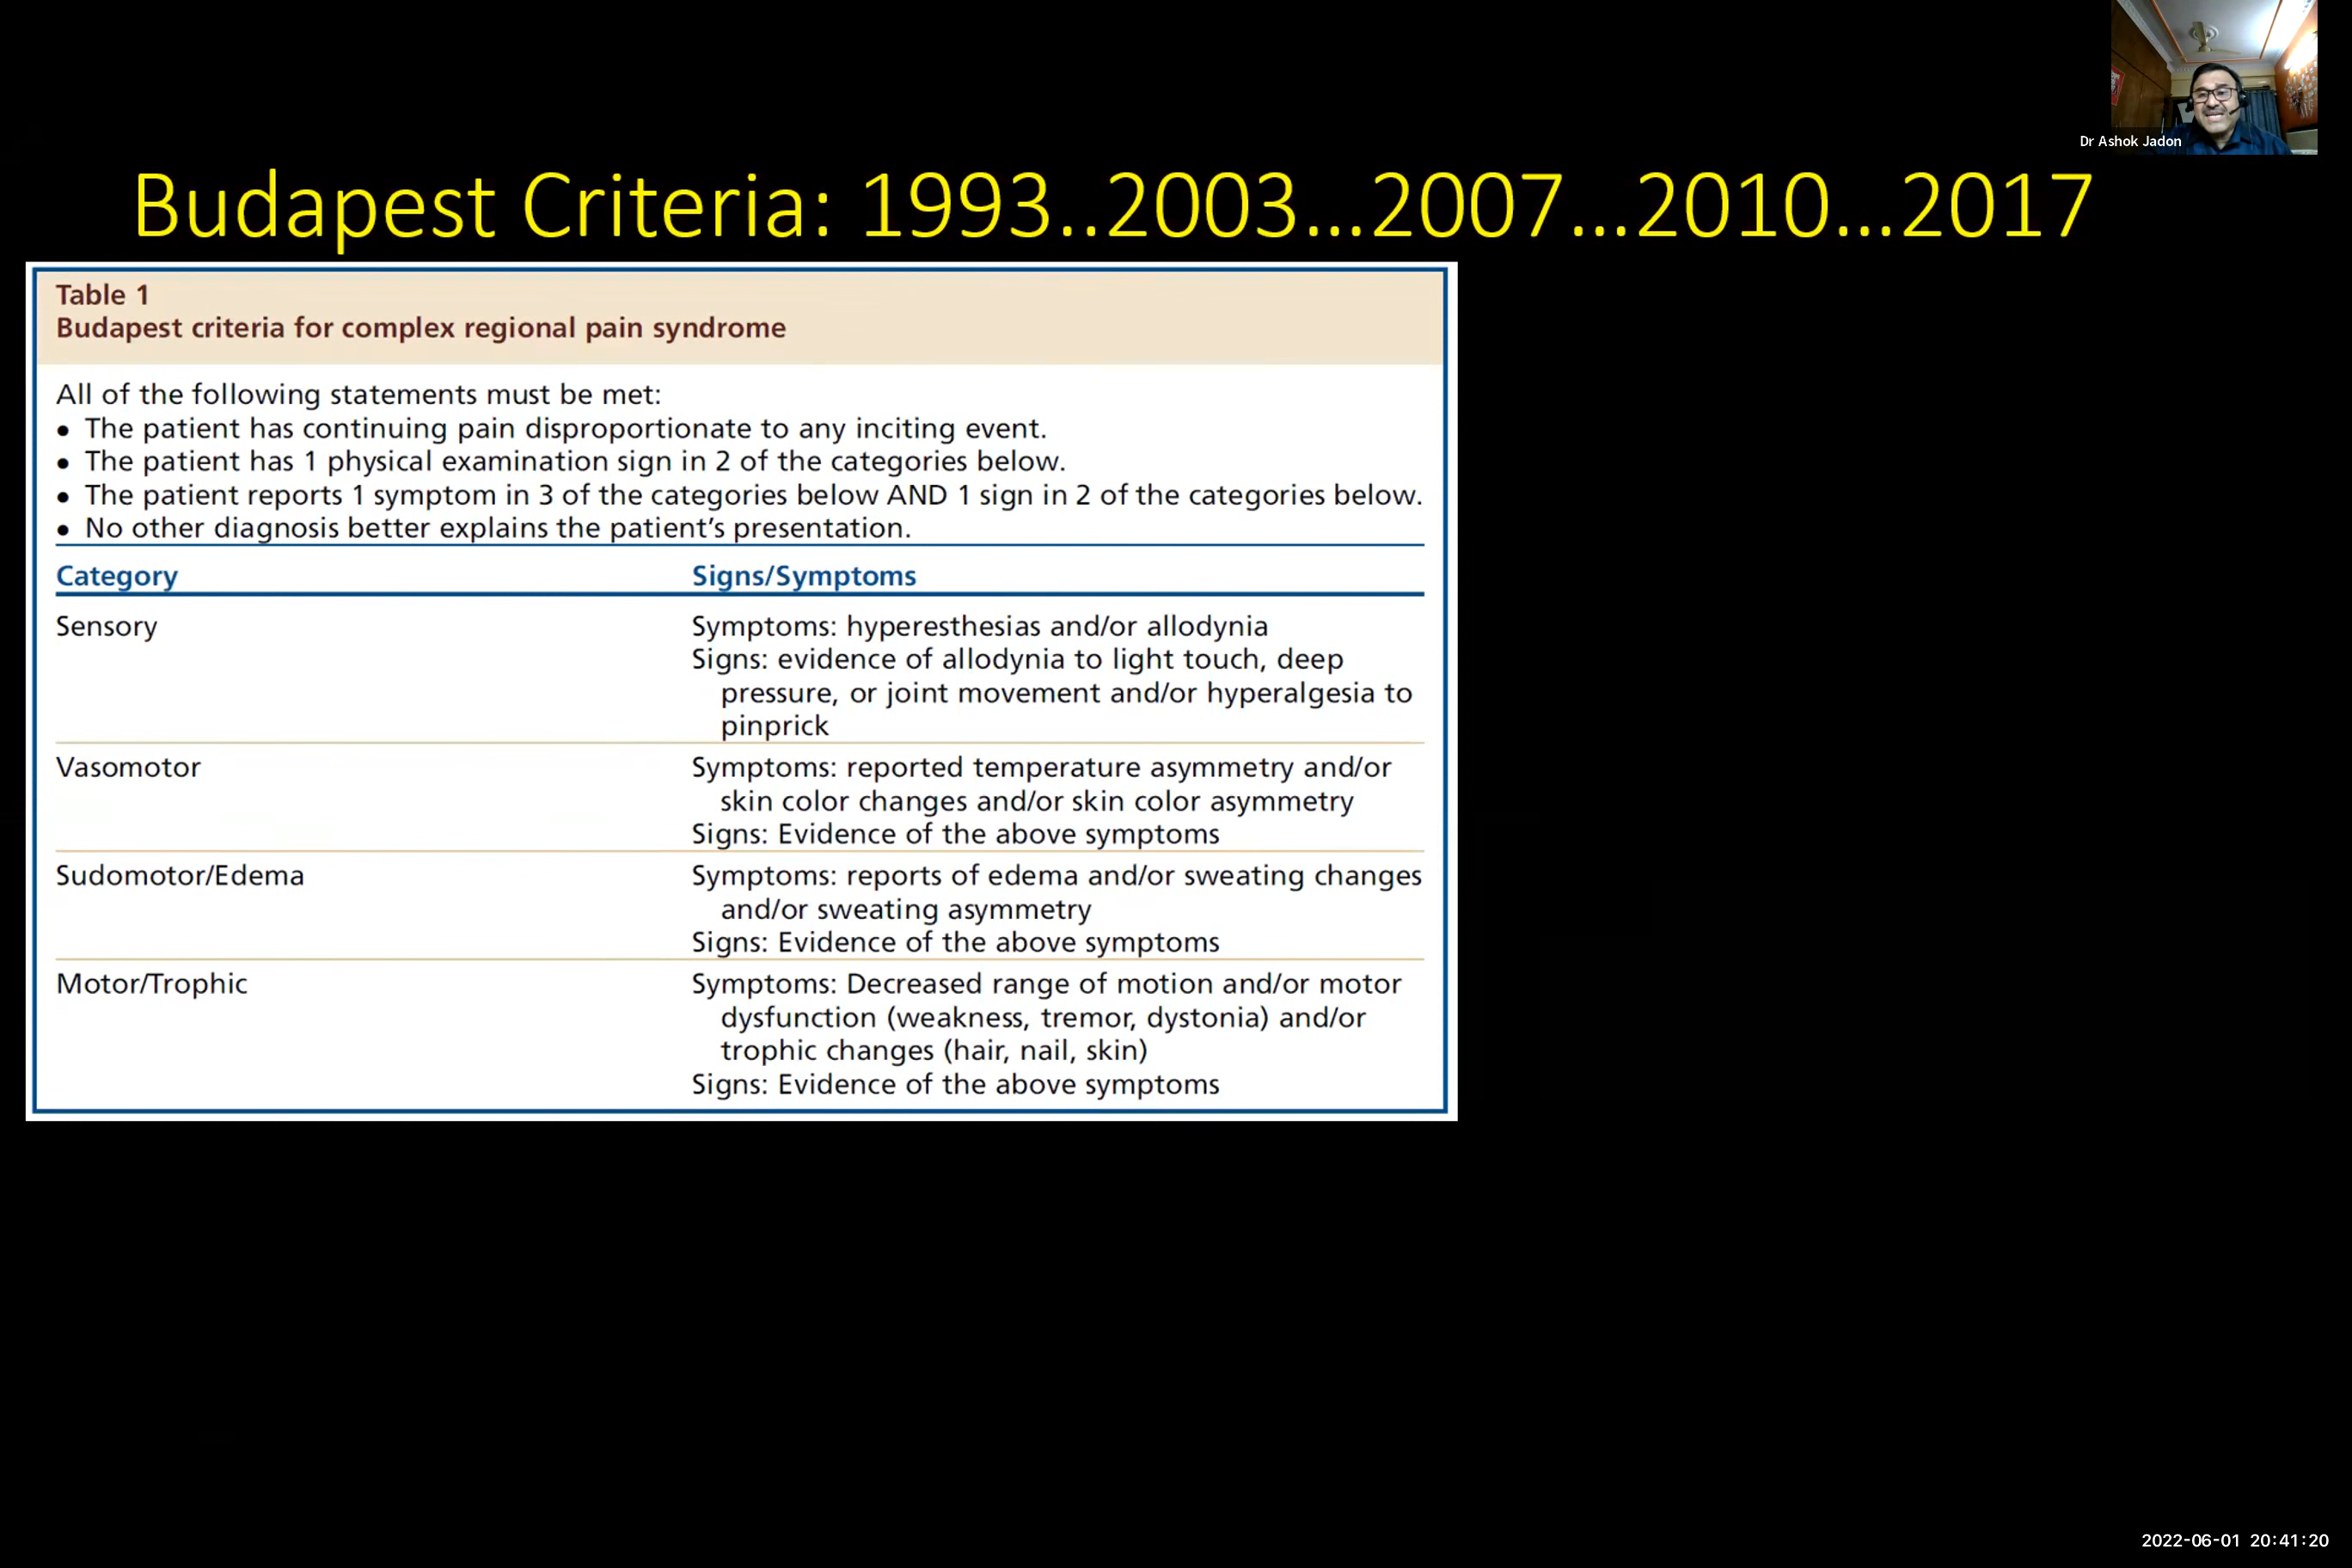 Dr Ashok Jadon
Budapest Criteria: 1993..2003...2007...2010...2017
Table 1
Budapest criteria for complex regional pain syndrome
All of the following statements must be met:
• The patient has continuing pain disproportionate to any inciting event.
• The patient has 1 physical examination sign in 2 of the categories below.
• The patient reports 1 symptom in 3 of the categories below AND 1 sign in 2 of the categories below.
• No other diagnosis better explains the patient’s presentation.
Category Signs/Symptoms
Sensory Symptoms: hyperesthesias and/or allodynia
Signs: evidence of allodynia to light touch, deep
pressure, or joint movement and/or hyperalgesia to
pinprick
Vasomotor Symptoms: reported temperature asymmetry and/or
skin color changes and/or skin color asymmetry
Signs: Evidence of the above symptoms
Sudomotor/Edema Symptoms: reports of edema and/or sweating changes
and/or sweating asymmetry
Signs: Evidence of the above symptoms
Motor/Trophic Symptoms: Decreased range of motion and/or motor
dysfunction (weakness, tremor, dystonia) and/or
trophic changes (hair, nail, skin)
Signs: Evidence of the above symptoms
2022-06-01 20:41:20